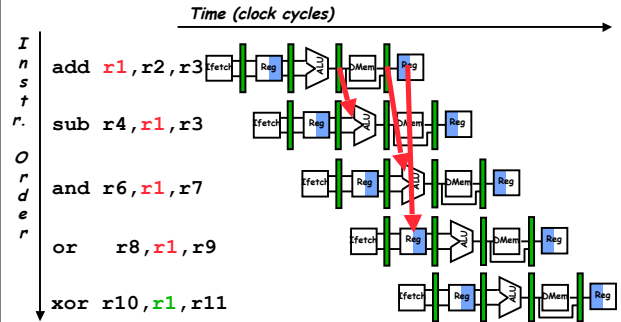 Time (clock cycles)
Instr. Order
add r1,r2,r3 Ifetch Reg ALU DMem Reg
sub r4,r1,r3 Ifetch Reg ALU DMem Reg
and r6,r1,r7 Ifetch Reg ALU DMem Reg
or r8,r1,r9 Ifetch Reg ALU DMem Reg
xor r10,r1,r11 Ifetch Reg ALU DMem Reg